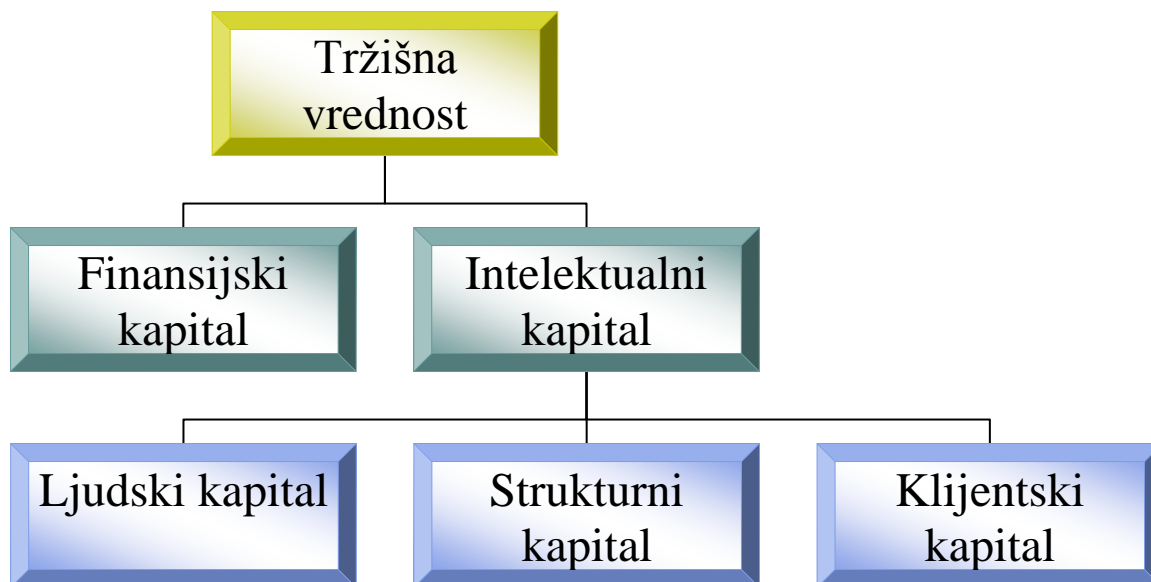 Tržišna
vrednost
Finansijski
kapital
Intelektualni
kapital
Ljudski kapital
Strukturni
kapital
Klijentski
kapital